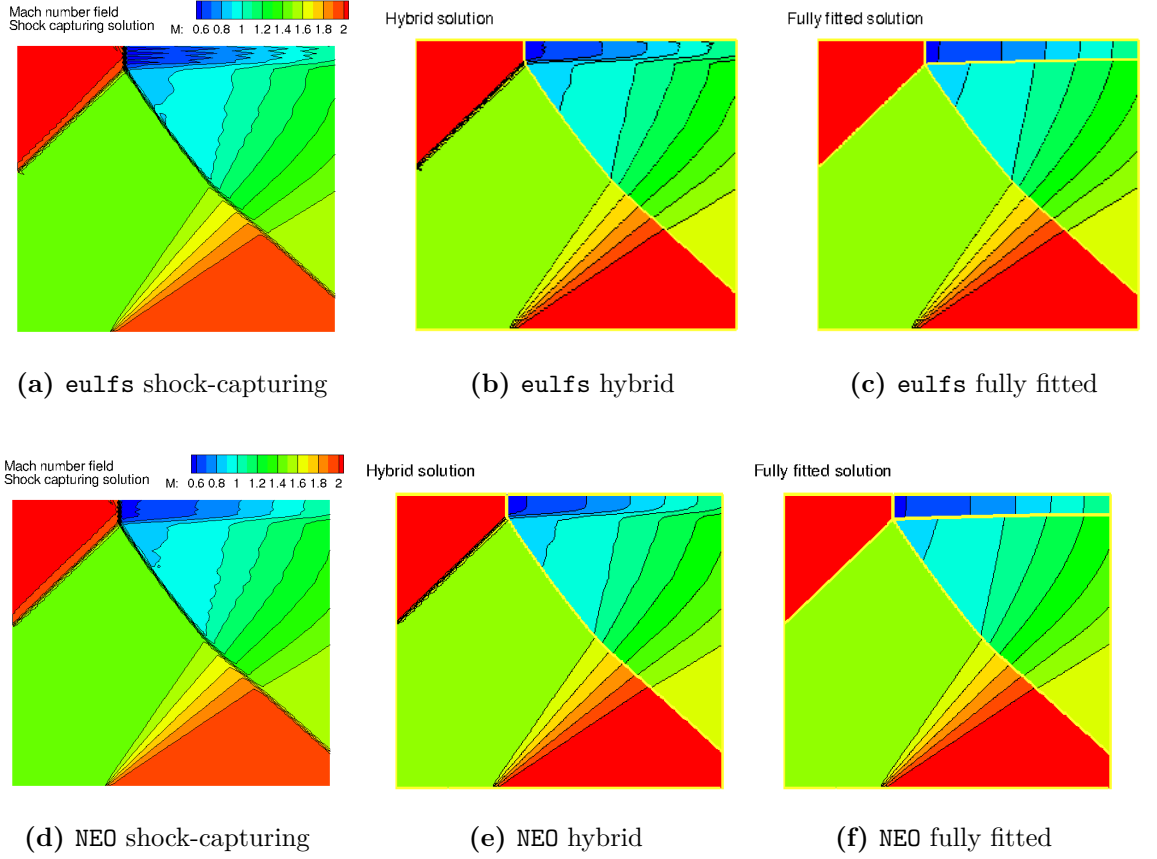 Mach number field
Shock capturing solution
M: 0.6 0.8 1 1.2 1.4 1.6 1.8 2
Hybrid solution
Fully fitted solution
(a) eulfs shock-capturing
(b) eulfs hybrid
(c) eulfs fully fitted
Mach number field
Shock capturing solution
M: 0.6 0.8 1 1.2 1.4 1.6 1.8 2
Hybrid solution
Fully fitted solution
(d) NEO shock-capturing
(e) NEO hybrid
(f) NEO fully fitted